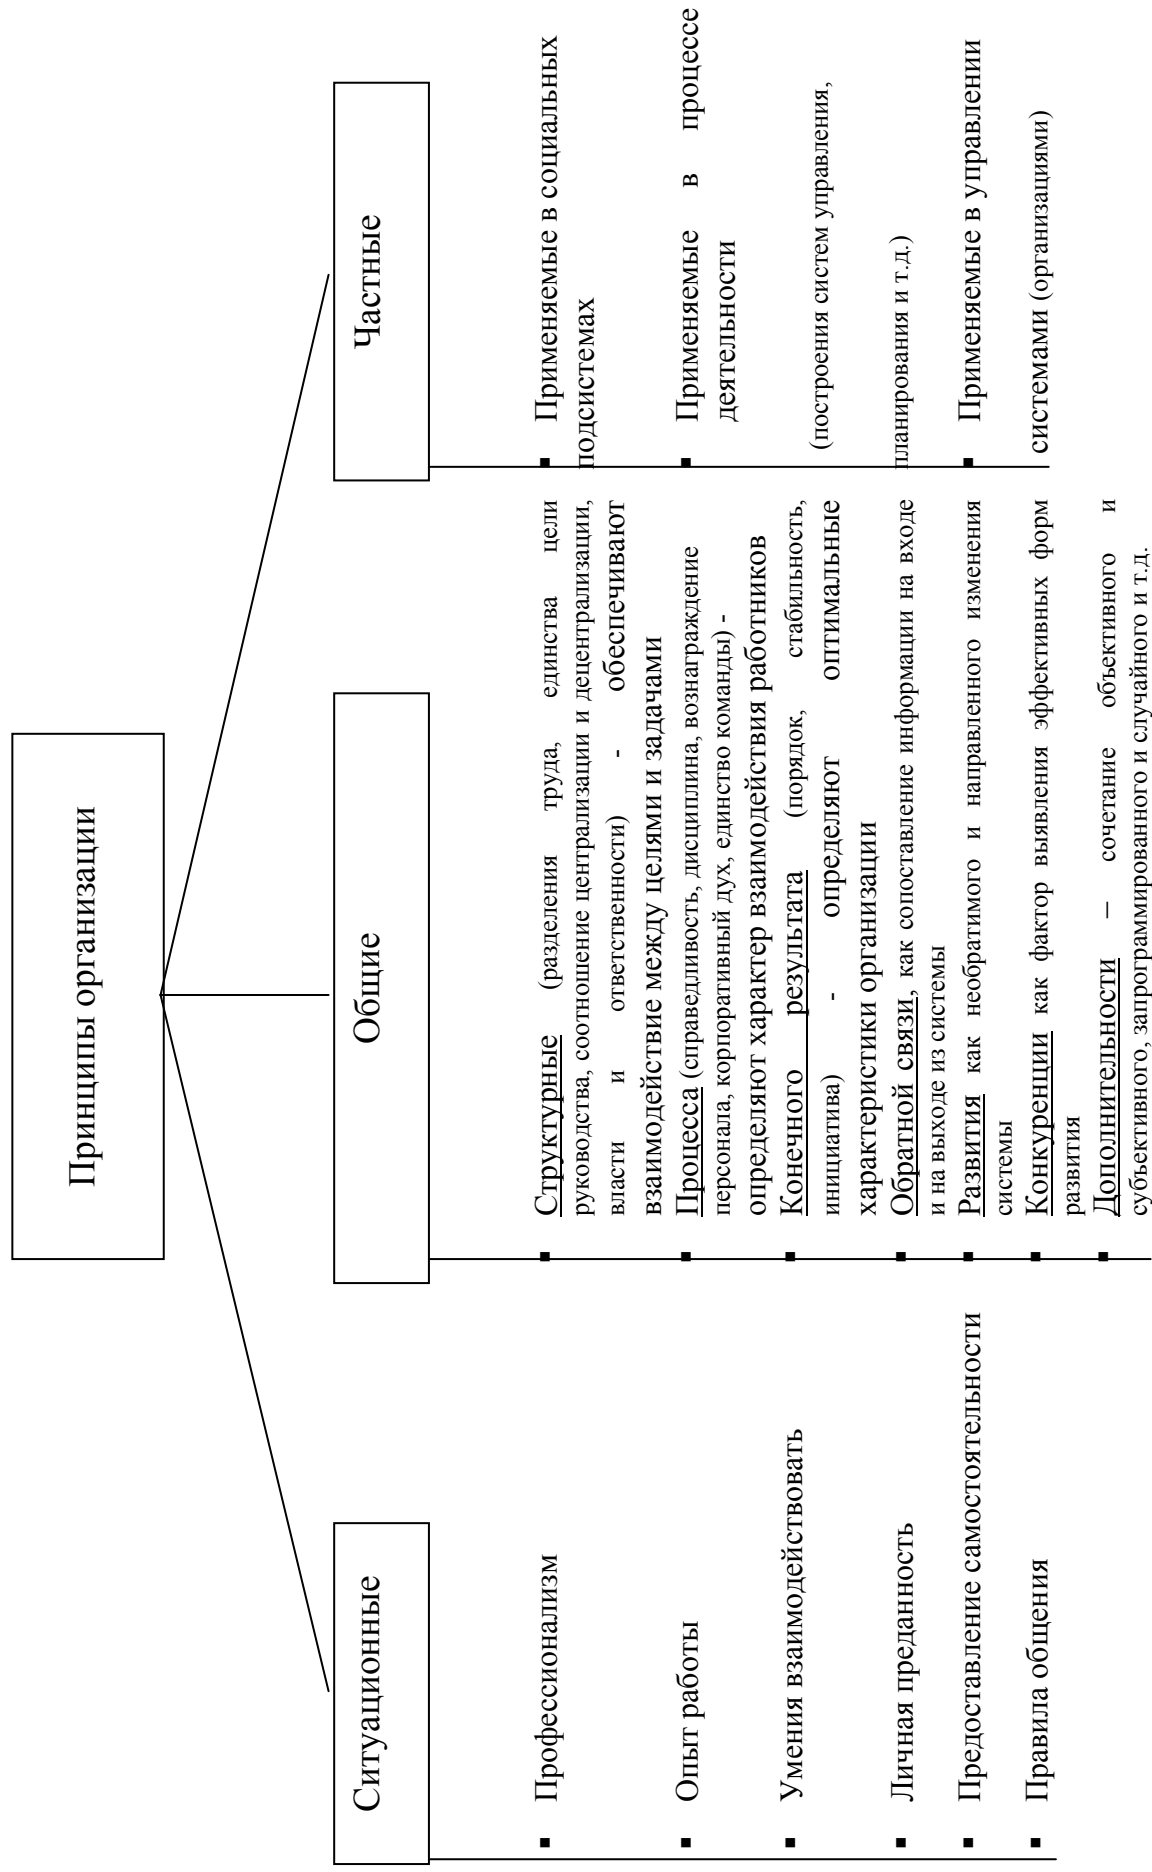 Принципы организации
Ситуационные
Общие
Частные
▪ Профессионализм
▪ Опыт работы
▪ Умения взаимодействовать
▪ Личная преданность
▪ Предоставление самостоятельности
▪ Правила общения
▪ Структурные (разделения труда, единства цели
руководства, соотношение централизации и децентрализации,
власти и ответственности) - обеспечивают
взаимодействие между целями и задачами
▪ Процесса (справедливость, дисциплина, вознаграждение
персонала, корпоративный дух, единство команды) -
определяют характер взаимодействия работников
▪ Конечного результата (порядок, стабильность,
инициатива) - определяют оптимальные
характеристики организации
▪ Обратной связи, как сопоставление информации на входе
и на выходе из системы
▪ Развития как необратимого и направленного изменения
системы
▪ Конкуренции как фактор выявления эффективных форм
развития
▪ Дополнительности – сочетание объективного и
субъективного, запрограммированного и случайного и т.д.
▪ Применяемые в социальных
подсистемах
▪ Применяемые в процессе
деятельности
(построения систем управления,
планирования и т.д.)
▪ Применяемые в управлении
системами (организациями)